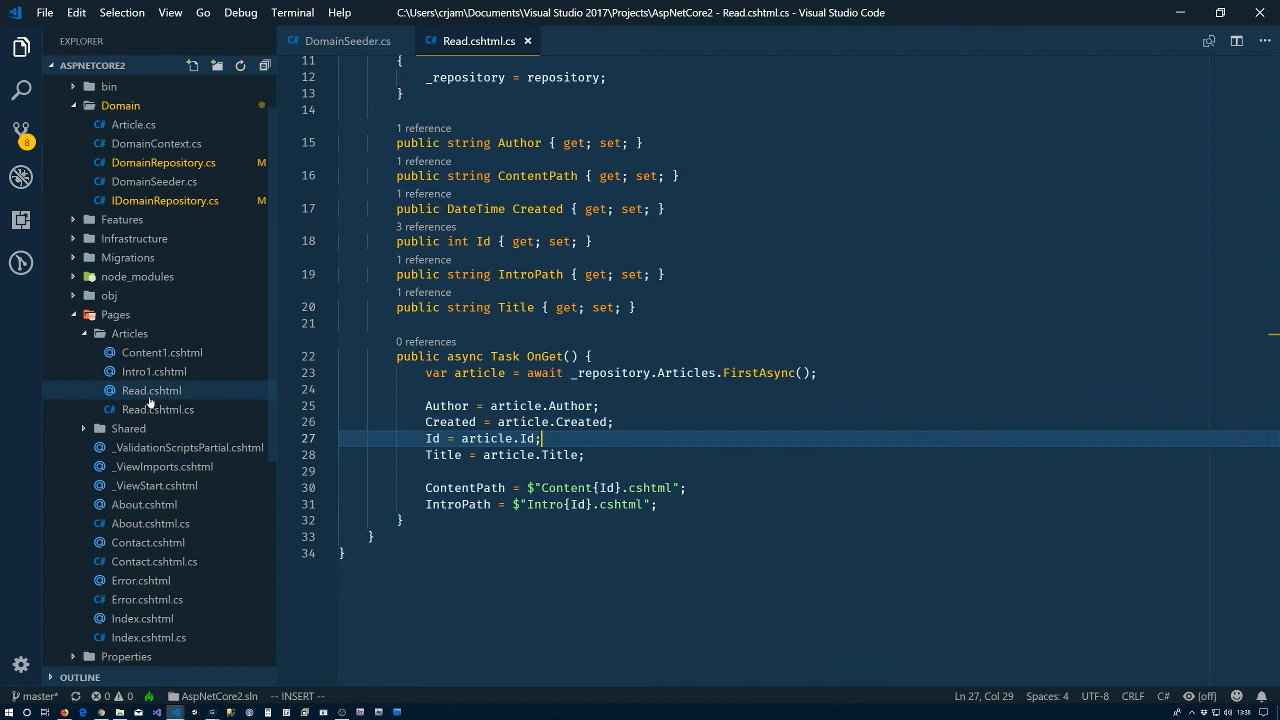 File Edit Selection View Go Debug Terminal Help
C:\Users\crjam\Documents\Visual Studio 2017\Projects\AspNetCore2 - Read.cshtml.cs - Visual Studio Code
EXPLORER
ASPNETCORE2
bin
Domain
C# Article.cs
C# DomainContext.cs
C# DomainRepository.cs M
C# DomainSeeder.cs
C# IDomainRepository.cs M
Features
Infrastructure
Migrations
node_modules
obj
Pages
Articles
@ Content1.cshtml
@ Intro1.cshtml
@ Read.cshtml
C# Read.cshtml.cs
Shared
@ _ValidationScriptsPartial.cshtml
@ _ViewImports.cshtml
@ _ViewStart.cshtml
@ About.cshtml
C# About.cshtml.cs
@ Contact.cshtml
C# Contact.cshtml.cs
@ Error.cshtml
C# Error.cshtml.cs
@ Index.cshtml
C# Index.cshtml.cs
Properties
OUTLINE
8
C# DomainSeeder.cs
C# Read.cshtml.cs ×
11 {
12 _repository = repository;
13 }
14
1 reference
15 public string Author { get; set; }
1 reference
16 public string ContentPath { get; set; }
1 reference
17 public DateTime Created { get; set; }
3 references
18 public int Id { get; set; }
1 reference
19 public string IntroPath { get; set; }
1 reference
20 public string Title { get; set; }
21
0 references
22 public async Task OnGet() {
23 var article = await _repository.Articles.FirstAsync();
24
25 Author = article.Author;
26 Created = article.Created;
27 Id = article.Id;
28 Title = article.Title;
29
30 ContentPath = $"Content{Id}.cshtml";
31 IntroPath = $"Intro{Id}.cshtml";
32 }
33 }
34 }
master* 0 0 AspNetCore2.sln -- INSERT --
Ln 27, Col 29 Spaces: 4 UTF-8 CRLF C# [off]
13:38